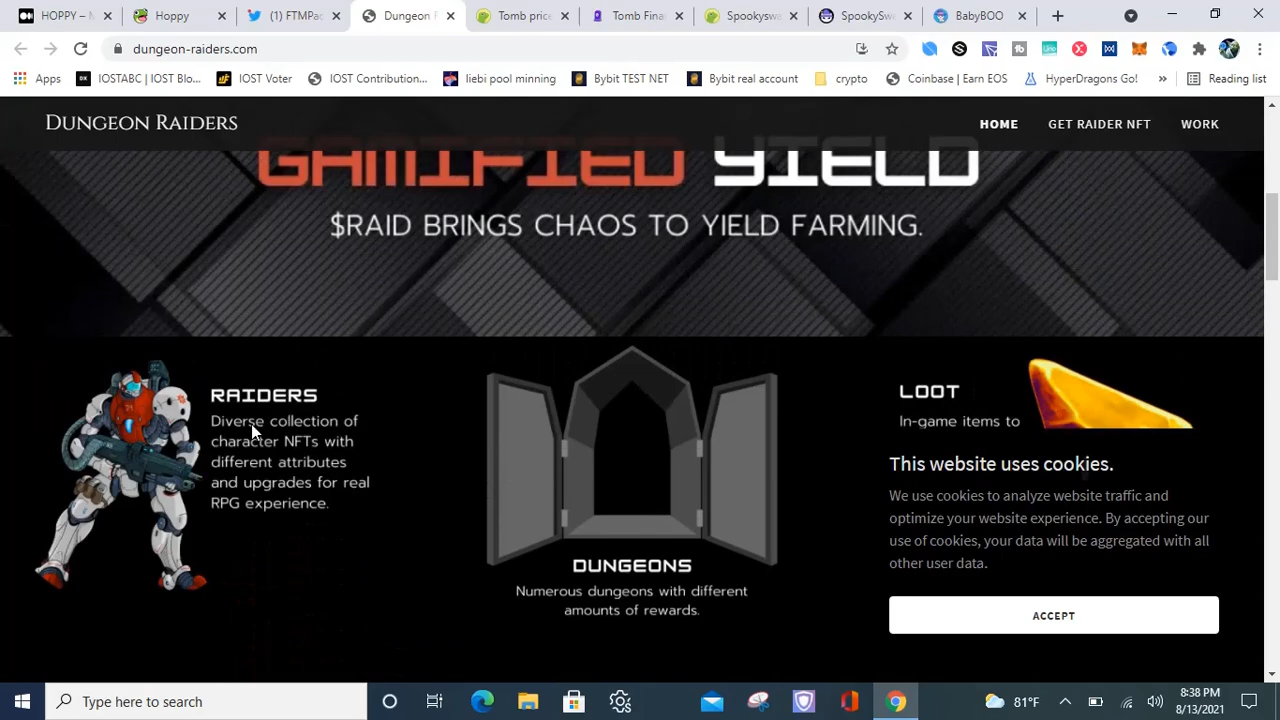 HOPPY – M
Hoppy
(1) FTMPac
Dungeon R
Tomb price
Tomb Finan
Spookyswa
SpookySwa
BabyBOO
dungeon-raiders.com
Apps
IOSTABC | IOST Blo...
IOST Voter
IOST Contribution...
liebi pool minning
Bybit TEST NET
Bybit real account
crypto
Coinbase | Earn EOS
HyperDragons Go!
»
Reading list
DUNGEON RAIDERS
HOME
GET RAIDER NFT
WORK
GAMIFIED YIELD
$RAID BRINGS CHAOS TO YIELD FARMING.
RAIDERS
Diverse collection of
character NFTs with
different attributes
and upgrades for real
RPG experience.
DUNGEONS
Numerous dungeons with different
amounts of rewards.
LOOT
In-game items to
This website uses cookies.
We use cookies to analyze website traffic and
optimize your website experience. By accepting our
use of cookies, your data will be aggregated with all
other user data.
ACCEPT
Type here to search
81°F
8:38 PM
8/13/2021